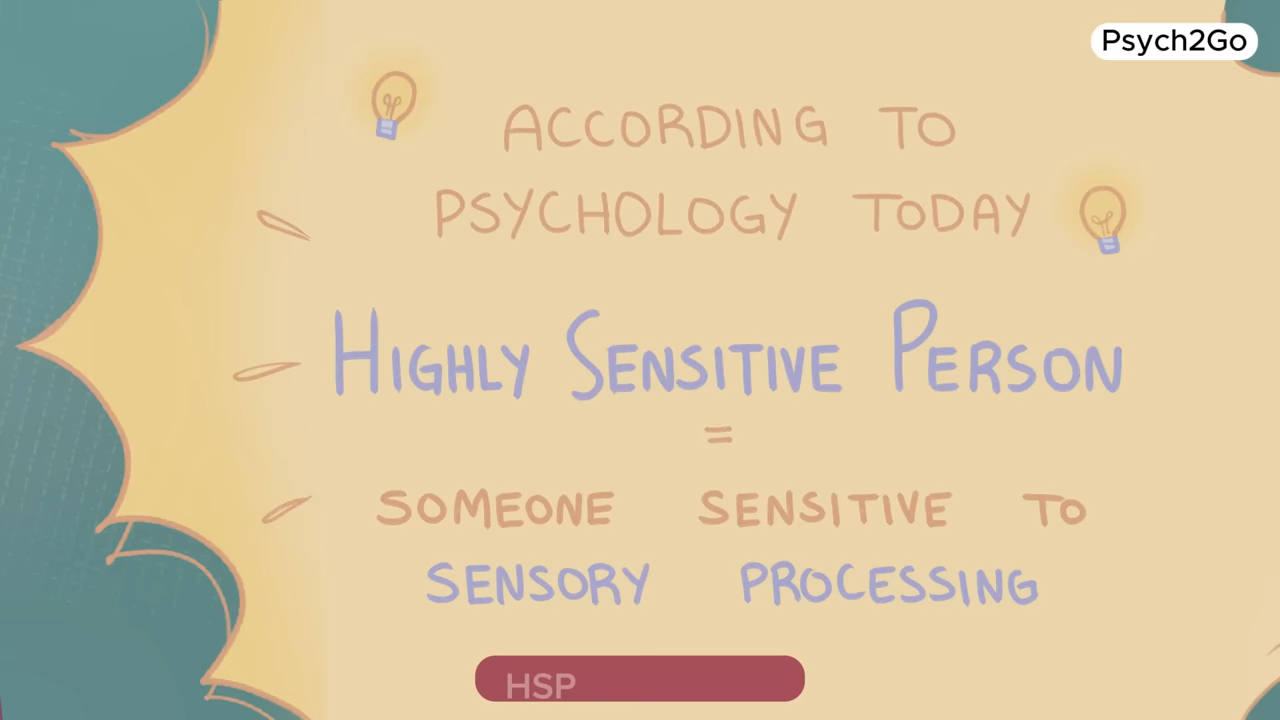 Psych2Go
ACCORDING TO
PSYCHOLOGY TODAY
HIGHLY SENSITIVE PERSON
=
SOMEONE SENSITIVE TO
SENSORY PROCESSING
HSP